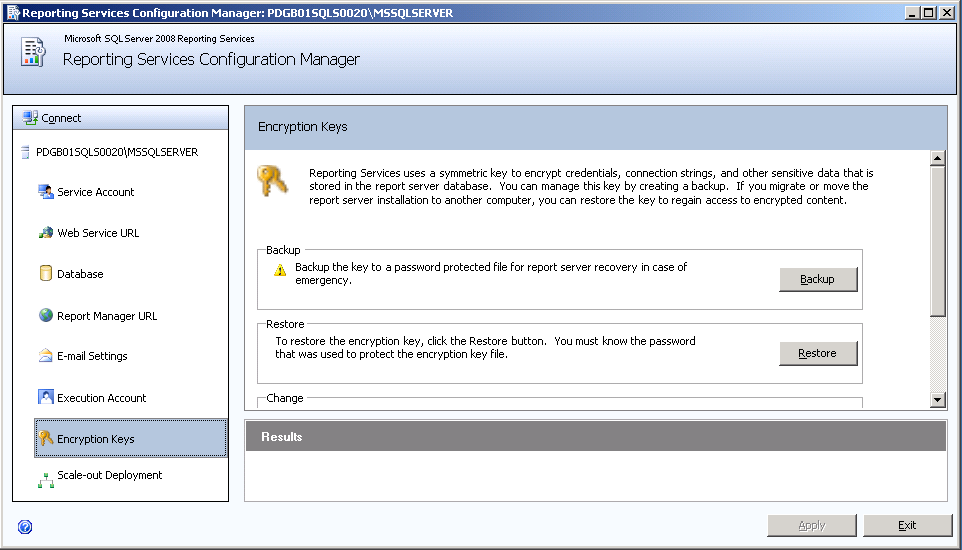 Reporting Services Configuration Manager: PDGB01SQLS0020\MSSQLSERVER
Microsoft SQL Server 2008 Reporting Services
Reporting Services Configuration Manager
Connect
PDGB01SQLS0020\MSSQLSERVER
Service Account
Web Service URL
Database
Report Manager URL
E-mail Settings
Execution Account
Encryption Keys
Scale-out Deployment
Encryption Keys
Reporting Services uses a symmetric key to encrypt credentials, connection strings, and other sensitive data that is
stored in the report server database. You can manage this key by creating a backup. If you migrate or move the
report server installation to another computer, you can restore the key to regain access to encrypted content.
Backup
Backup the key to a password protected file for report server recovery in case of
emergency.
Backup
Restore
To restore the encryption key, click the Restore button. You must know the password
that was used to protect the encryption key file.
Restore
Change
Results
Apply
Exit